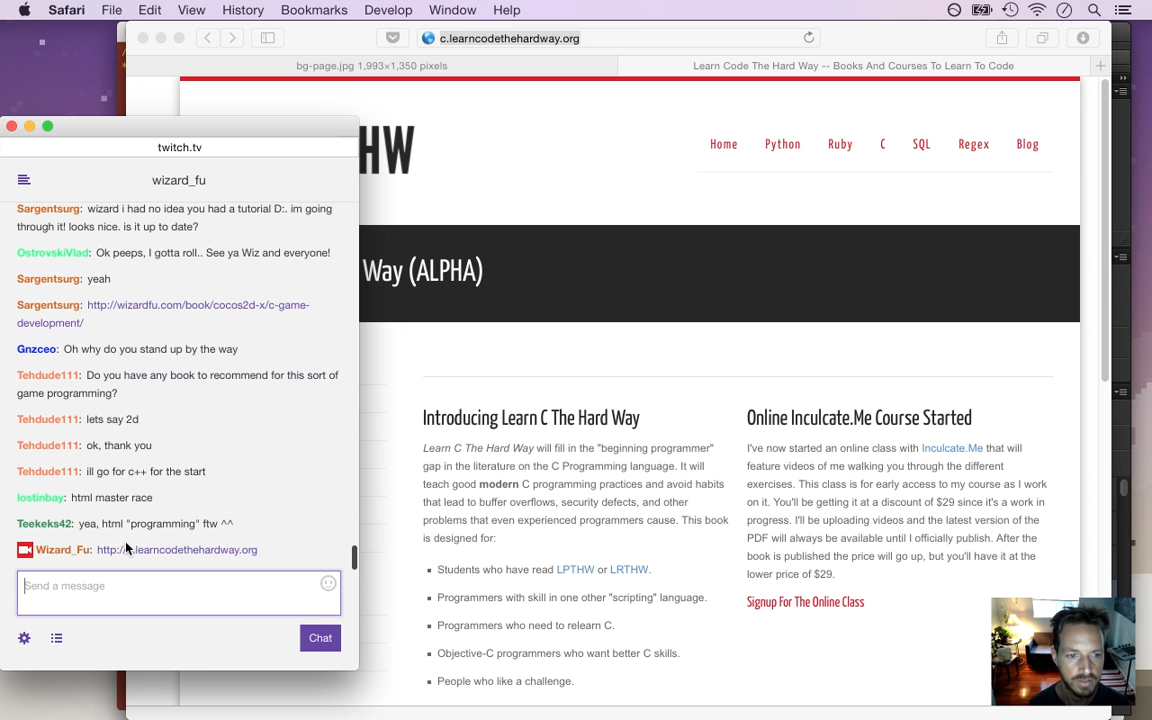 Safari File Edit View History Bookmarks Develop Window Help
c.learncodethehardway.org
bg-page.jpg 1,993×1,350 pixels
Learn Code The Hard Way -- Books And Courses To Learn To Code
HW
Home Python Ruby C SQL Regex Blog
Way (ALPHA)
Introducing Learn C The Hard Way
Learn C The Hard Way will fill in the "beginning programmer"
gap in the literature on the C Programming language. It will
teach good modern C programming practices and avoid habits
that lead to buffer overflows, security defects, and other
problems that even experienced programmers cause. This book
is designed for:
Students who have read LPTHW or LRTHW.
Programmers with skill in one other "scripting" language.
Programmers who need to relearn C.
Objective-C programmers who want better C skills.
People who like a challenge.
Online Inculcate.Me Course Started
I've now started an online class with Inculcate.Me that will
feature videos of me walking you through the different
exercises. This class is for early access to my course as I work
on it. You'll be getting it at a discount of $29 since it's a work in
progress. I'll be uploading videos and the latest version of the
PDF will always be available until I officially publish. After the
book is published the price will go up, but you'll have it at the
lower price of $29.
Signup For The Online Class
twitch.tv
wizard_fu
Sargentsurg: wizard i had no idea you had a tutorial D:. im going
through it! looks nice. is it up to date?
OstrovskiVlad: Ok peeps, I gotta roll.. See ya Wiz and everyone!
Sargentsurg: yeah
Sargentsurg: http://wizardfu.com/book/cocos2d-x/c-game-
development/
Gnzceo: Oh why do you stand up by the way
Tehdude111: Do you have any book to recommend for this sort of
game programming?
Tehdude111: lets say 2d
Tehdude111: ok, thank you
Tehdude111: ill go for c++ for the start
lostinbay: html master race
Teekeks42: yea, html "programming" ftw ^^
Wizard_Fu: http://c.learncodethehardway.org
Send a message
Chat